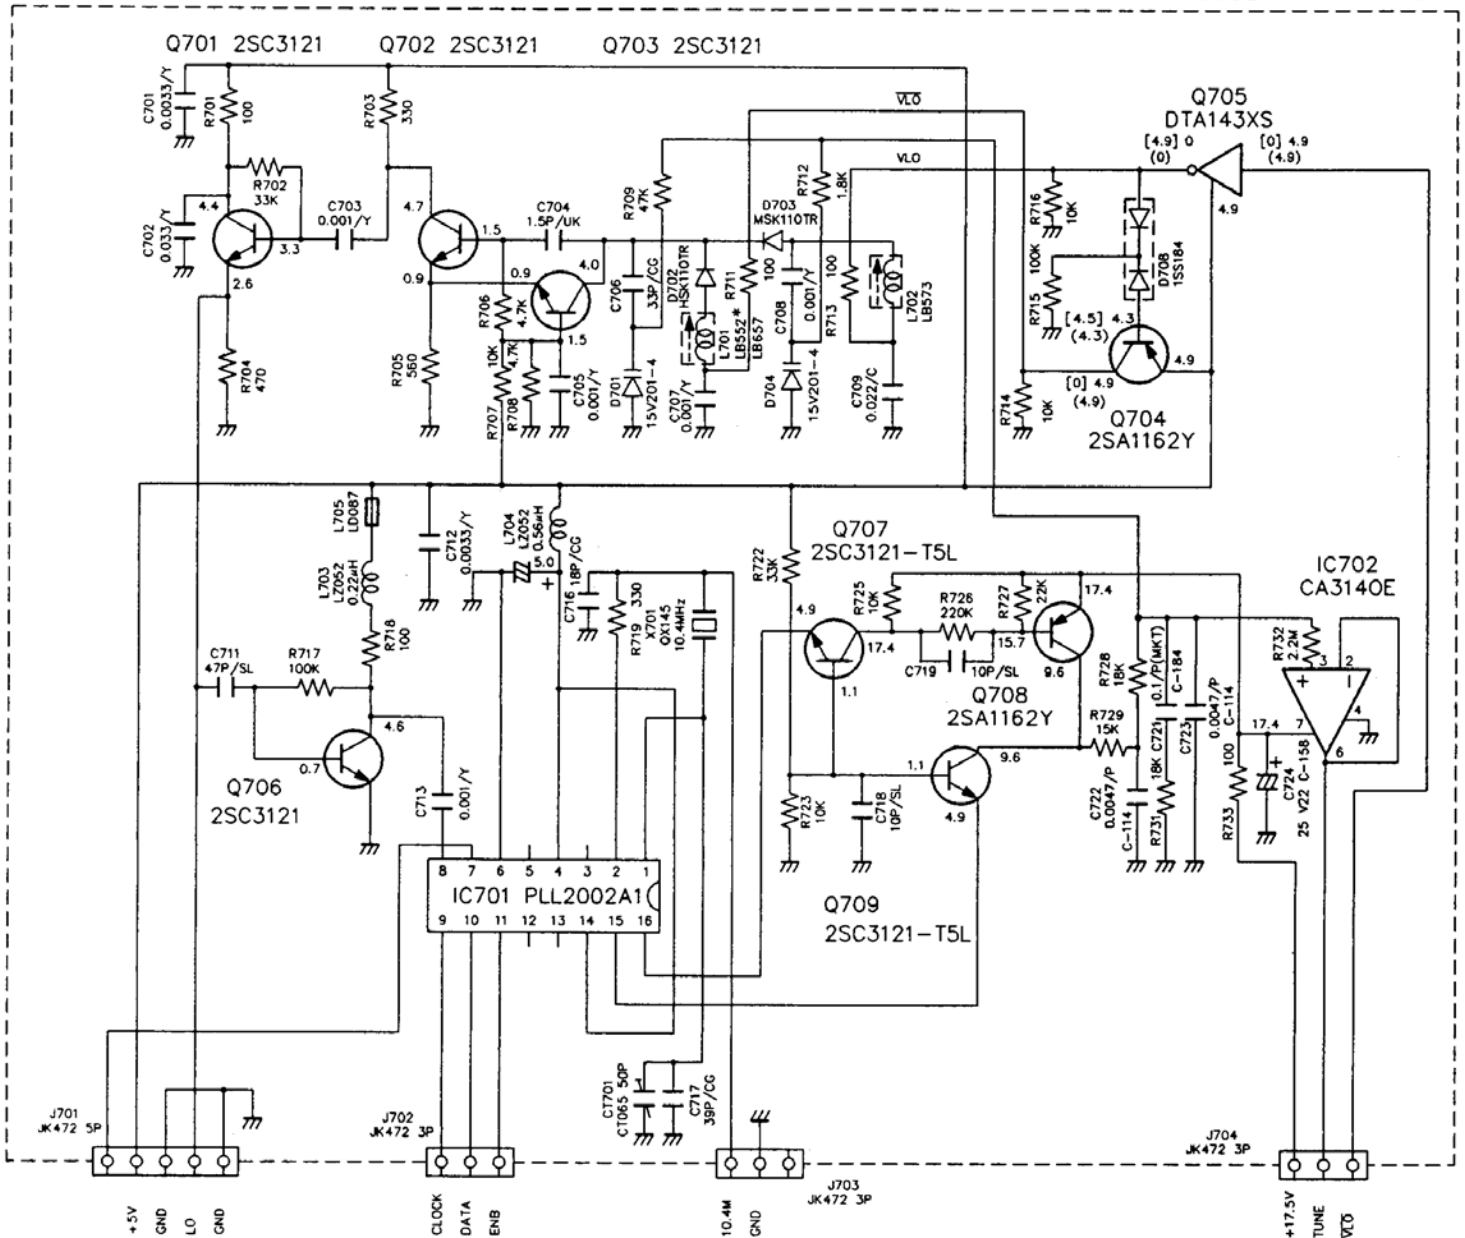 Q701 2SC3121
Q702 2SC3121
Q703 2SC3121
C701
0.0033/Y
R701
100
R703
330
R702
33K
C702
0.033/Y
4.4
3.3
2.6
C703
0.001/Y
R704
470
4.7
1.5
0.9
C704
1.5P/UK
0.9
4.0
1.5
R705
560
R706
4.7K
R707
10K
R708
4.7K
C705
0.001/Y
R709
47K
C706
33P/CG
D701
1SV201-4
D702
HSK110TR
L701
LB552*
LB657
C707
0.001/Y
R711
100
D703
MSK110TR
C708
0.001/Y
D704
1SV201-4
R712
1.8K
R713
100
L702
LB573
C709
0.022/C
VLO
VLO
Q705
DTA143XS
[4.9] 0
(0)
[0] 4.9
(4.9)
4.9
R716
10K
R715
100K
D708
1SS184
[4.5] 4.3
(4.3)
4.9
[0] 4.9
(4.9)
R714
10K
Q704
2SA1162Y
L705
LD087
L703
LZ052
0.22uH
R718
100
C711
47P/SL
R717
100K
4.6
0.7
Q706
2SC3121
C712
0.0033/Y
L704
LZ052
0.56uH
5.0
+
C713
0.001/Y
C716
18P/CG
R719
330
X701
QX145
10.4MHz
R722
33K
Q707
2SC3121-T5L
4.9
17.4
1.1
R725
10K
R726
220K
C719
10P/SL
R727
22K
17.4
15.7
9.6
Q708
2SA1162Y
R728
18K
R729
15K
C722
0.0047/P
C-114
C721
0.1/P(MKT)
C-184
R731
18K
C723
0.0047/P
C-114
IC702
CA3140E
R732
2.2M
3
2
+
4
17.4
7
6
R733
100
+
C724
25 V22 C-158
1.1
9.6
4.9
R723
10K
C718
10P/SL
Q709
2SC3121-T5L
8 7 6 5 4 3 2 1
IC701 PLL2002A1
9 10 11 12 13 14 15 16
CT701
CT065 50P
C717
39P/CG
J701
JK472 5P
J702
JK472 3P
J703
JK472 3P
J704
JK472 3P
+5V
GND
LO
GND
CLOCK
DATA
ENB
10.4M
GND
+17.5V
TUNE
VLO